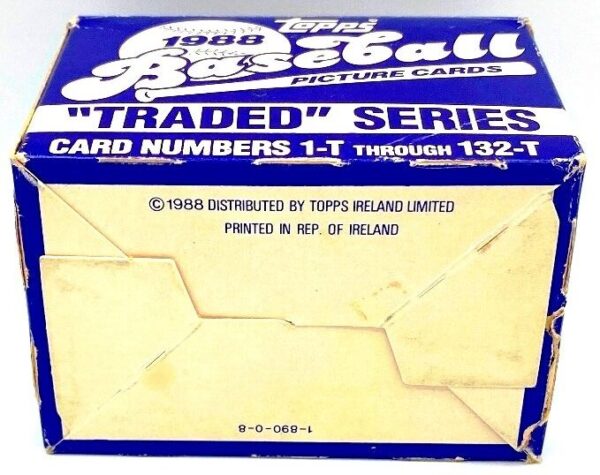 TOPPS
1988
Baseball
PICTURE CARDS
"TRADED" SERIES
CARD NUMBERS 1-T THROUGH 132-T
©1988 DISTRIBUTED BY TOPPS IRELAND LIMITED
PRINTED IN REP. OF IRELAND
1-890-0-8